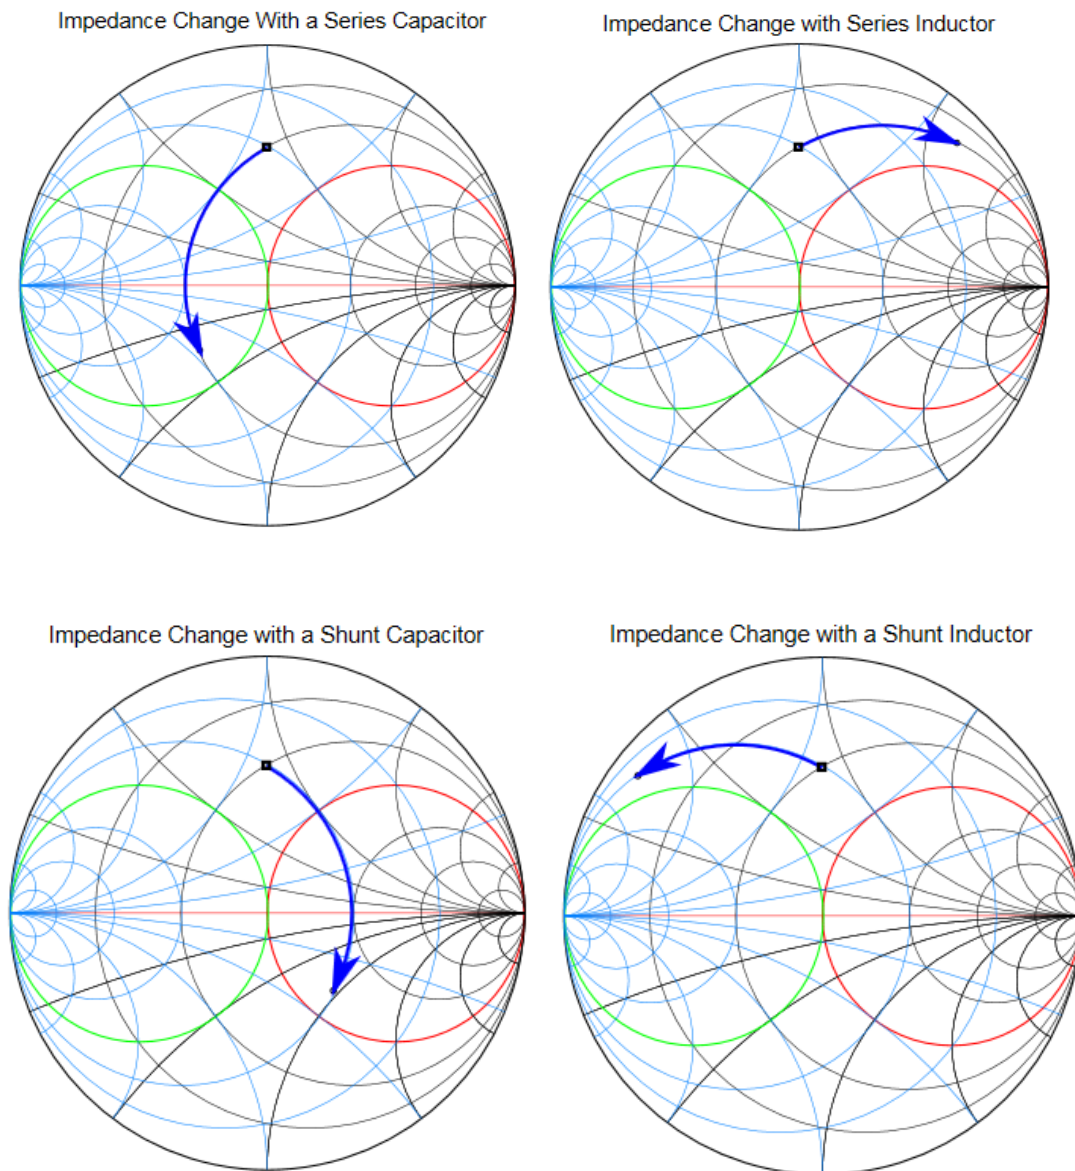 Impedance Change With a Series Capacitor
Impedance Change with Series Inductor
Impedance Change with a Shunt Capacitor
Impedance Change with a Shunt Inductor